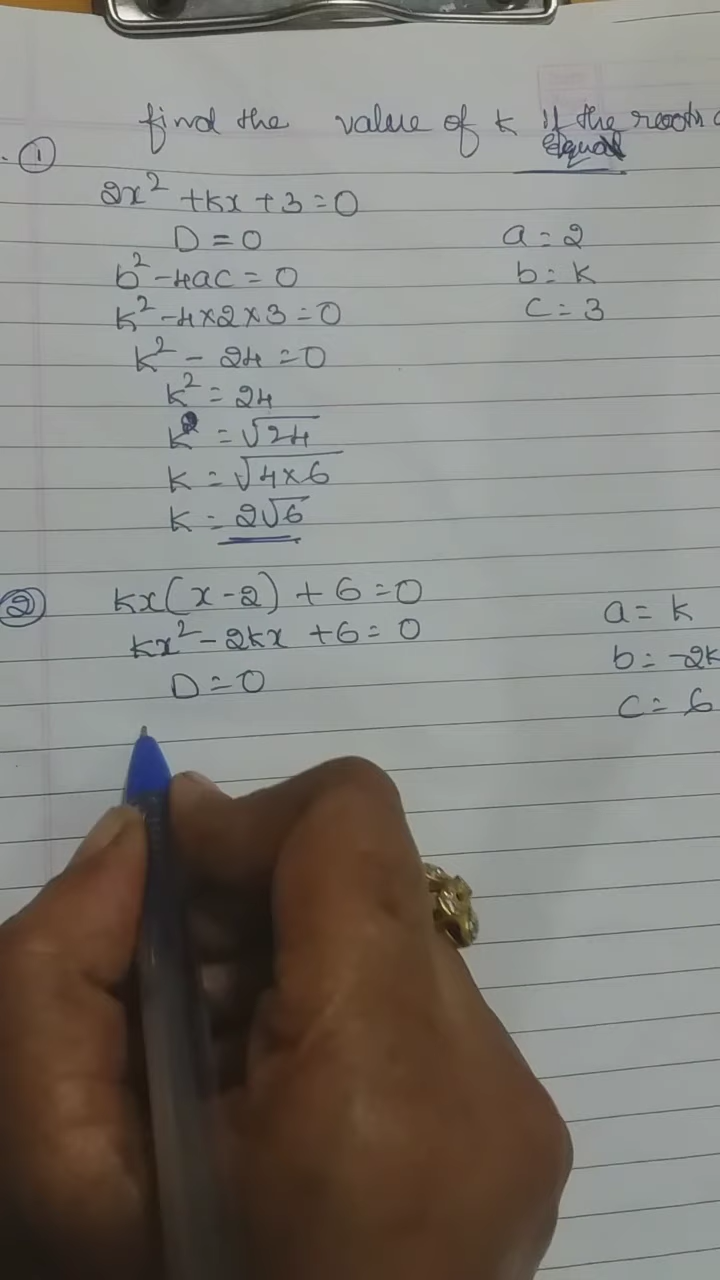 find the value of k if the roots
equal
①
2x² + kx + 3 = 0
D = 0
a = 2
b² - 4ac = 0
b = k
k² - 4×2×3 = 0
c = 3
k² - 24 = 0
k² = 24
k = √24
k = √4×6
k = 2√6
② kx(x-2) + 6 = 0
a = k
kx² - 2kx + 6 = 0
b = -2k
D = 0
c = 6